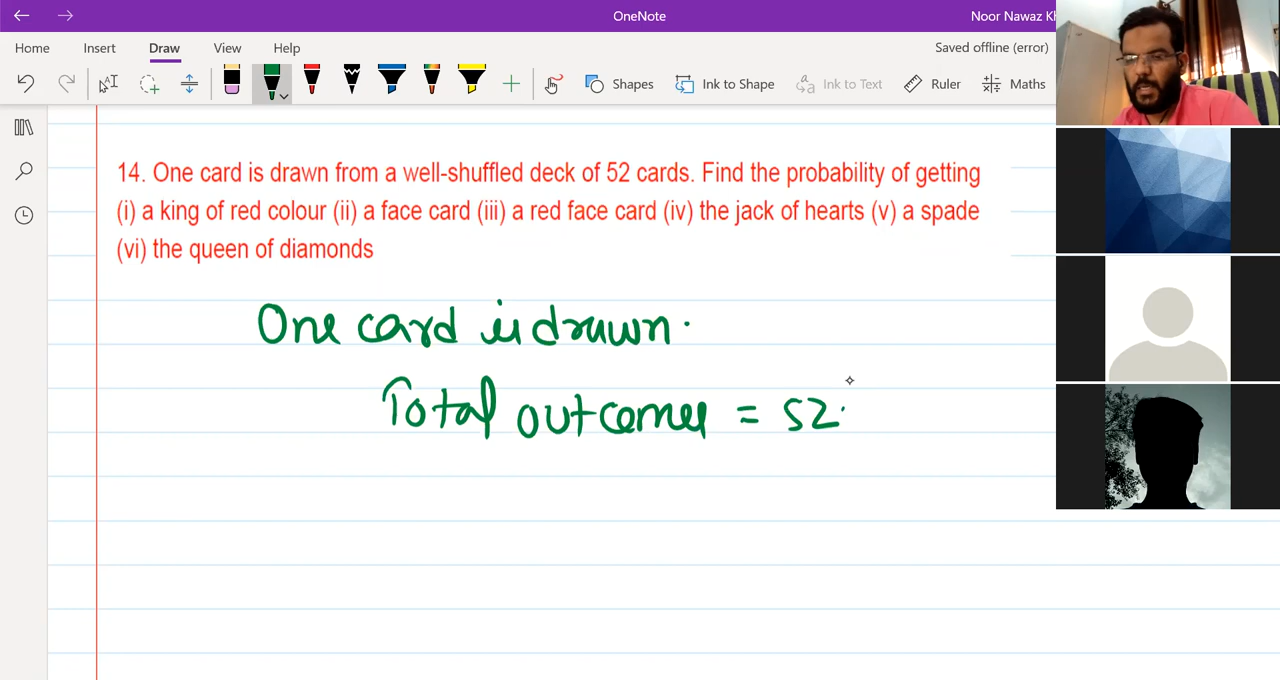 OneNote
Noor Nawaz Kh
Home Insert Draw View Help
Saved offline (error)
Shapes Ink to Shape Ink to Text Ruler Maths
14. One card is drawn from a well-shuffled deck of 52 cards. Find the probability of getting
(i) a king of red colour (ii) a face card (iii) a red face card (iv) the jack of hearts (v) a spade
(vi) the queen of diamonds
One card is drawn.
Total outcomes = 52.